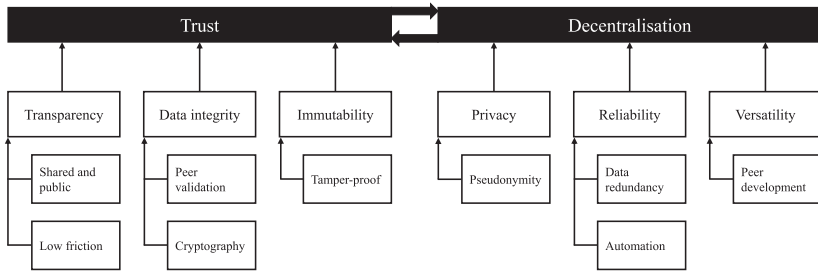 Trust
Decentralisation
Transparency
Data integrity
Immutability
Privacy
Reliability
Versatility
Shared and
public
Peer
validation
Tamper-proof
Pseudonymity
Data
redundancy
Peer
development
Low friction
Cryptography
Automation